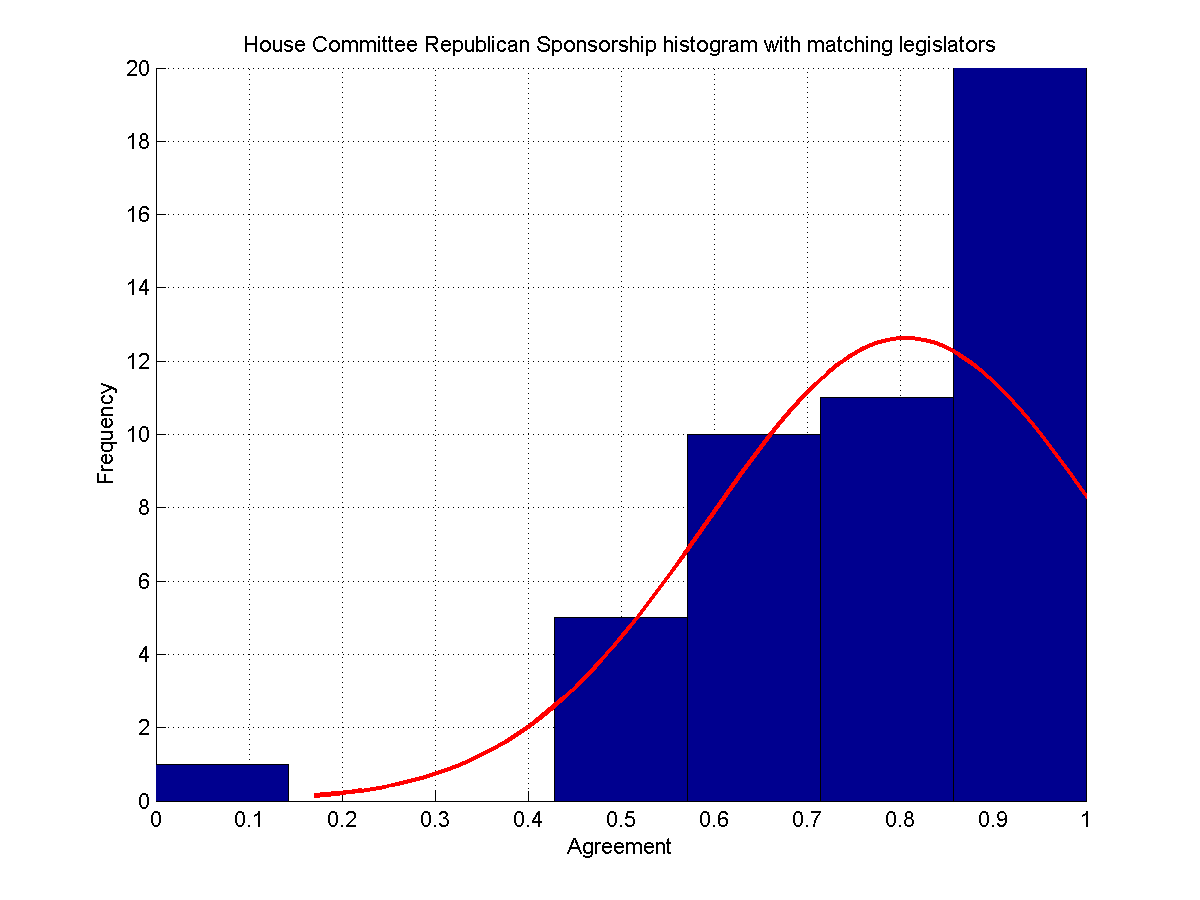 House Committee Republican Sponsorship histogram with matching legislators
20
18
16
14
12
10
8
6
4
2
0
Frequency
0 0.1 0.2 0.3 0.4 0.5 0.6 0.7 0.8 0.9 1
Agreement